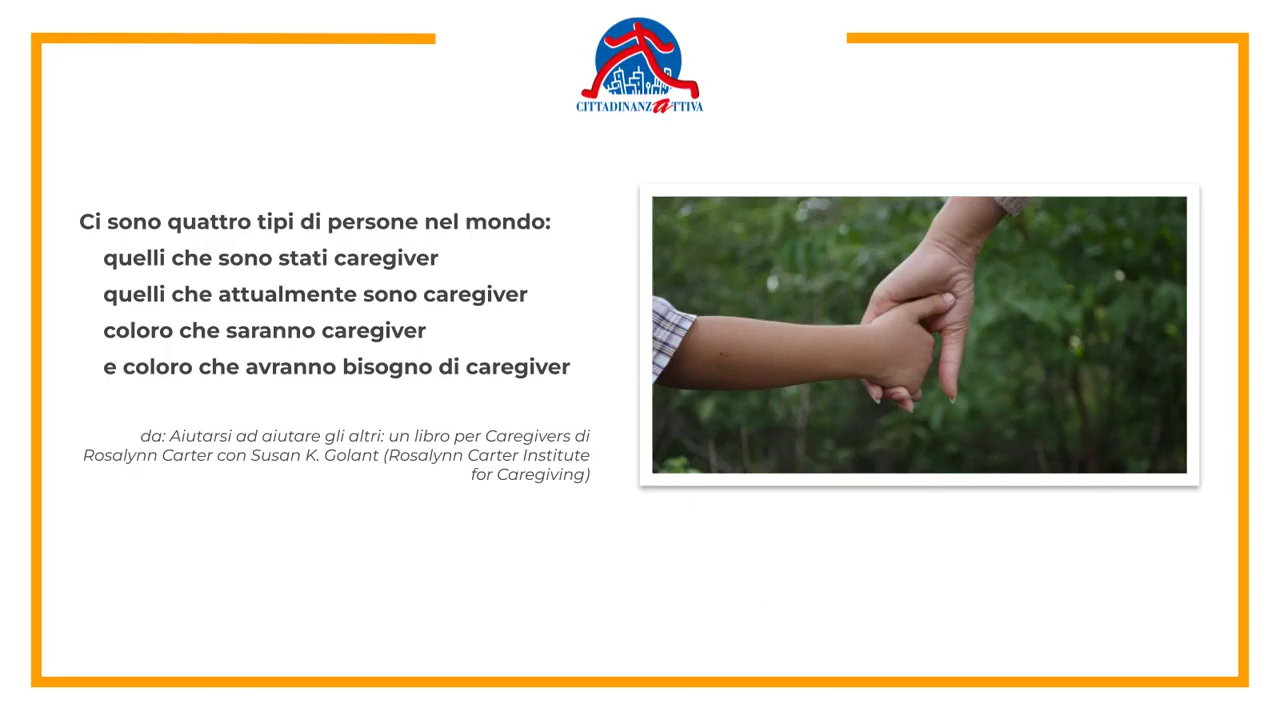 CITTADINANZATTIVA
Ci sono quattro tipi di persone nel mondo:
quelli che sono stati caregiver
quelli che attualmente sono caregiver
coloro che saranno caregiver
e coloro che avranno bisogno di caregiver
da: Aiutarsi ad aiutare gli altri: un libro per Caregivers di
Rosalynn Carter con Susan K. Golant (Rosalynn Carter Institute
for Caregiving)